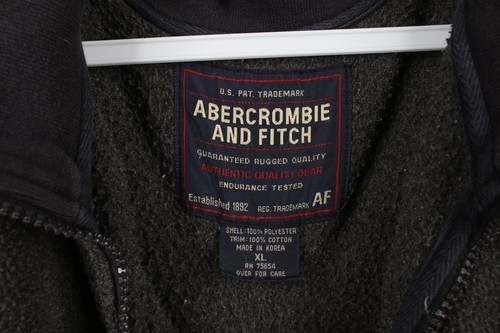 U.S. PAT. TRADEMARK
ABERCROMBIE
AND FITCH
GUARANTEED RUGGED QUALITY
AUTHENTIC QUALITY GEAR
ENDURANCE TESTED
Established 1892 REG. TRADEMARK AF
SHELL: 100% POLYESTER
TRIM: 100% COTTON
MADE IN KOREA
XL
RN 75654
OVER FOR CARE